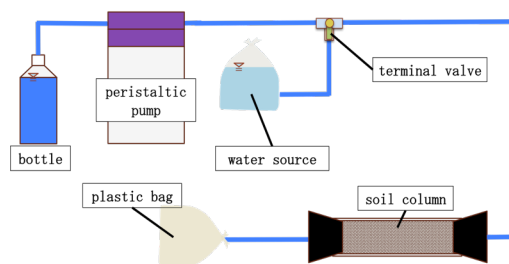 peristaltic
pump
terminal valve
bottle
water source
plastic bag
soil column